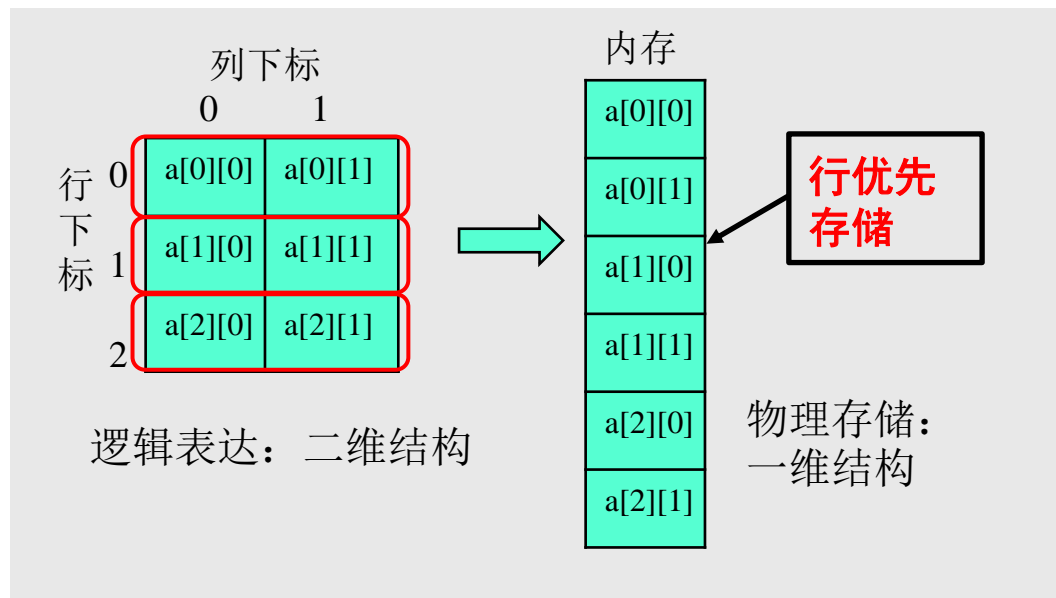 列下标
0 1
行下标
0 a[0][0] a[0][1]
1 a[1][0] a[1][1]
2 a[2][0] a[2][1]
逻辑表达：二维结构
内存
a[0][0]
a[0][1]
a[1][0]
a[1][1]
a[2][0]
a[2][1]
行优先
存储
物理存储：
一维结构